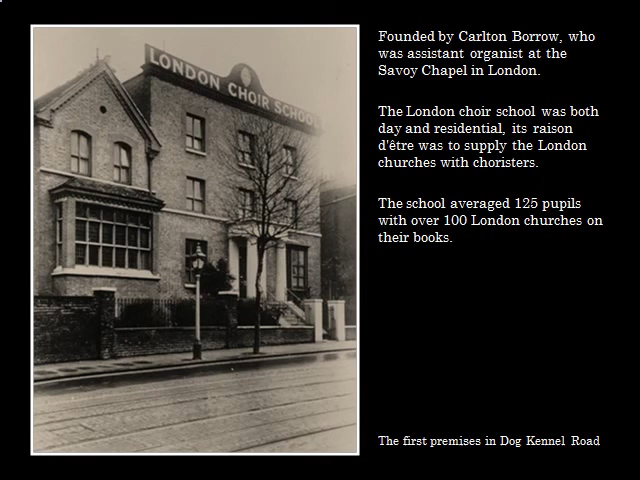 LONDON CHOIR SCHOOL
Founded by Carlton Borrow, who
was assistant organist at the
Savoy Chapel in London.
The London choir school was both
day and residential, its raison
d'être was to supply the London
churches with choristers.
The school averaged 125 pupils
with over 100 London churches on
their books.
The first premises in Dog Kennel Road